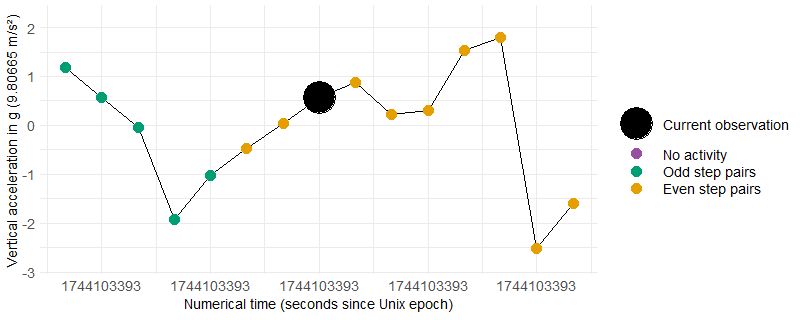 Vertical acceleration in g (9.80665 m/s²)
2
1
0
-1
-2
-3
1744103393 1744103393 1744103393 1744103393 1744103393
Numerical time (seconds since Unix epoch)
Current observation
No activity
Odd step pairs
Even step pairs